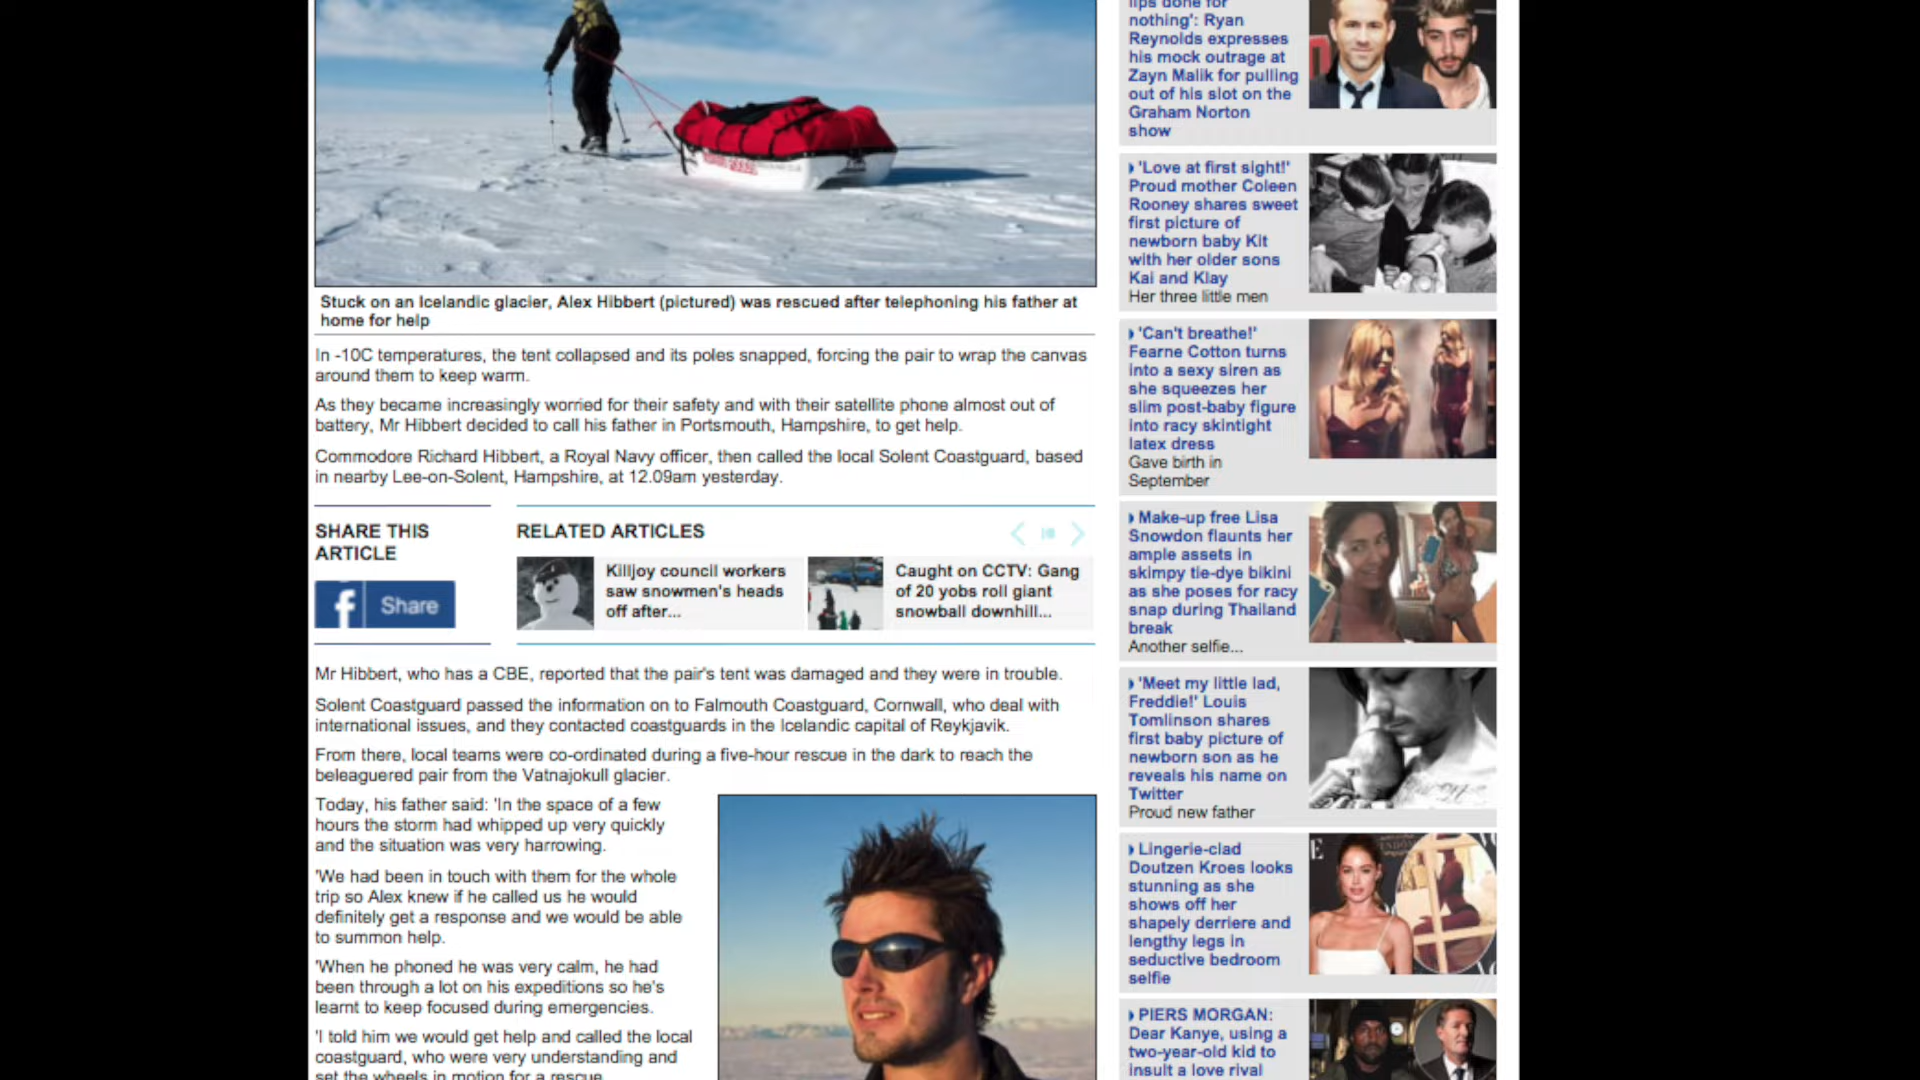 Stuck on an Icelandic glacier, Alex Hibbert (pictured) was rescued after telephoning his father at
home for help
In -10C temperatures, the tent collapsed and its poles snapped, forcing the pair to wrap the canvas
around them to keep warm.
As they became increasingly worried for their safety and with their satellite phone almost out of
battery, Mr Hibbert decided to call his father in Portsmouth, Hampshire, to get help.
Commodore Richard Hibbert, a Royal Navy officer, then called the local Solent Coastguard, based
in nearby Lee-on-Solent, Hampshire, at 12.09am yesterday.
SHARE THIS
ARTICLE
f Share
RELATED ARTICLES
Killjoy council workers
saw snowmen's heads
off after...
Caught on CCTV: Gang
of 20 yobs roll giant
snowball downhill...
Mr Hibbert, who has a CBE, reported that the pair's tent was damaged and they were in trouble.
Solent Coastguard passed the information on to Falmouth Coastguard, Cornwall, who deal with
international issues, and they contacted coastguards in the Icelandic capital of Reykjavik.
From there, local teams were co-ordinated during a five-hour rescue in the dark to reach the
beleaguered pair from the Vatnajokull glacier.
Today, his father said: 'In the space of a few
hours the storm had whipped up very quickly
and the situation was very harrowing.
'We had been in touch with them for the whole
trip so Alex knew if he called us he would
definitely get a response and we would be able
to summon help.
'When he phoned he was very calm, he had
been through a lot on his expeditions so he's
learnt to keep focused during emergencies.
'I told him we would get help and called the local
coastguard, who were very understanding and
set the wheels in motion for a rescue.
lips done for
nothing': Ryan
Reynolds expresses
his mock outrage at
Zayn Malik for pulling
out of his slot on the
Graham Norton
show
'Love at first sight!'
Proud mother Coleen
Rooney shares sweet
first picture of
newborn baby Kit
with her older sons
Kai and Klay
Her three little men
'Can't breathe!'
Fearne Cotton turns
into a sexy siren as
she squeezes her
slim post-baby figure
into racy skintight
latex dress
Gave birth in
September
Make-up free Lisa
Snowdon flaunts her
ample assets in
skimpy tie-dye bikini
as she poses for racy
snap during Thailand
break
Another selfie...
'Meet my little lad,
Freddie!' Louis
Tomlinson shares
first baby picture of
newborn son as he
reveals his name on
Twitter
Proud new father
Lingerie-clad
Doutzen Kroes looks
stunning as she
shows off her
shapely derriere and
lengthy legs in
seductive bedroom
selfie
PIERS MORGAN:
Dear Kanye, using a
two-year-old kid to
insult a love rival